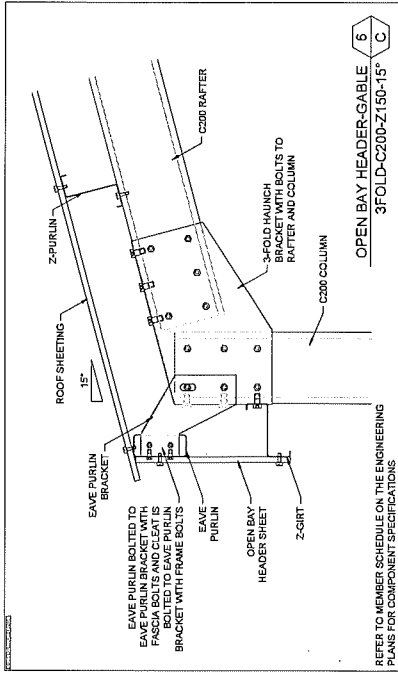 ROOF SHEETING
Z-PURLIN
15°
EAVE PURLIN
BRACKET
EAVE PURLIN BOLTED TO
EAVE PURLIN BRACKET WITH
FASCIA BOLTS AND CLEAT IS
BOLTED TO EAVE PURLIN
BRACKET WITH FRAME BOLTS
EAVE
PURLIN
OPEN BAY
HEADER SHEET
Z-GIRT
C200 RAFTER
3-FOLD HAUNCH
BRACKET WITH BOLTS TO
RAFTER AND COLUMN
C200 COLUMN
REFER TO MEMBER SCHEDULE ON THE ENGINEERING
PLANS FOR COMPONENT SPECIFICATIONS
OPEN BAY HEADER-GABLE
3FOLD-C200-Z150-15°
6
C